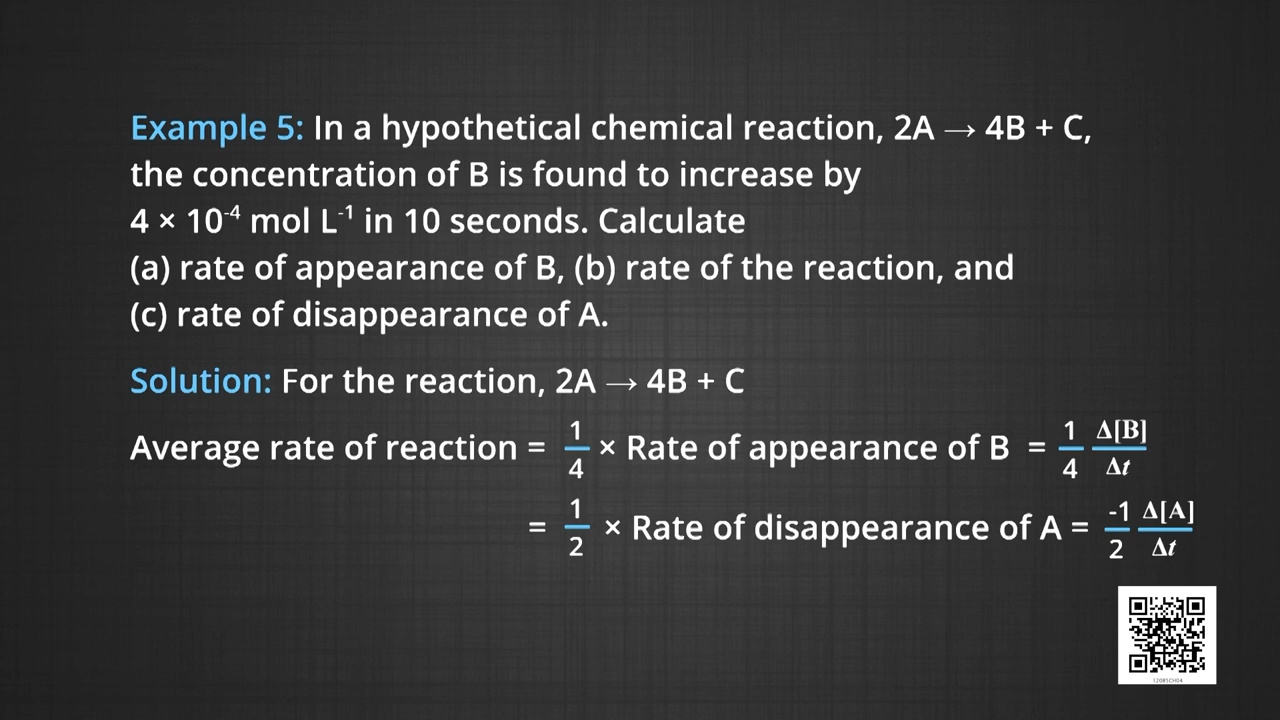 Example 5: In a hypothetical chemical reaction, 2A → 4B + C,
the concentration of B is found to increase by
4 × 10⁻⁴ mol L⁻¹ in 10 seconds. Calculate
(a) rate of appearance of B, (b) rate of the reaction, and
(c) rate of disappearance of A.
Solution: For the reaction, 2A → 4B + C
Average rate of reaction = 1/4 × Rate of appearance of B = 1/4 Δ[B]/Δt
= 1/2 × Rate of disappearance of A = -1/2 Δ[A]/Δt
12085CH04